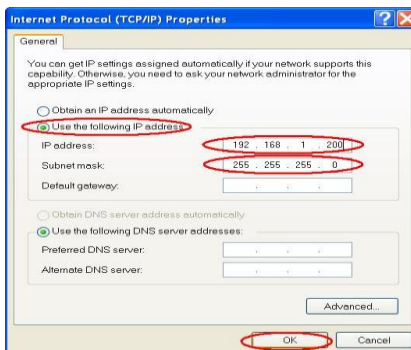 Internet Protocol (TCP/IP) Properties
General
You can get IP settings assigned automatically if your network supports this
capability. Otherwise, you need to ask your network administrator for the
appropriate IP settings.
Obtain an IP address automatically
Use the following IP address:
IP address: 192 . 168 . 1 . 200
Subnet mask: 255 . 255 . 255 . 0
Default gateway: . . .
Obtain DNS server address automatically
Use the following DNS server addresses:
Preferred DNS server: . . .
Alternate DNS server: . . .
Advanced...
OK Cancel